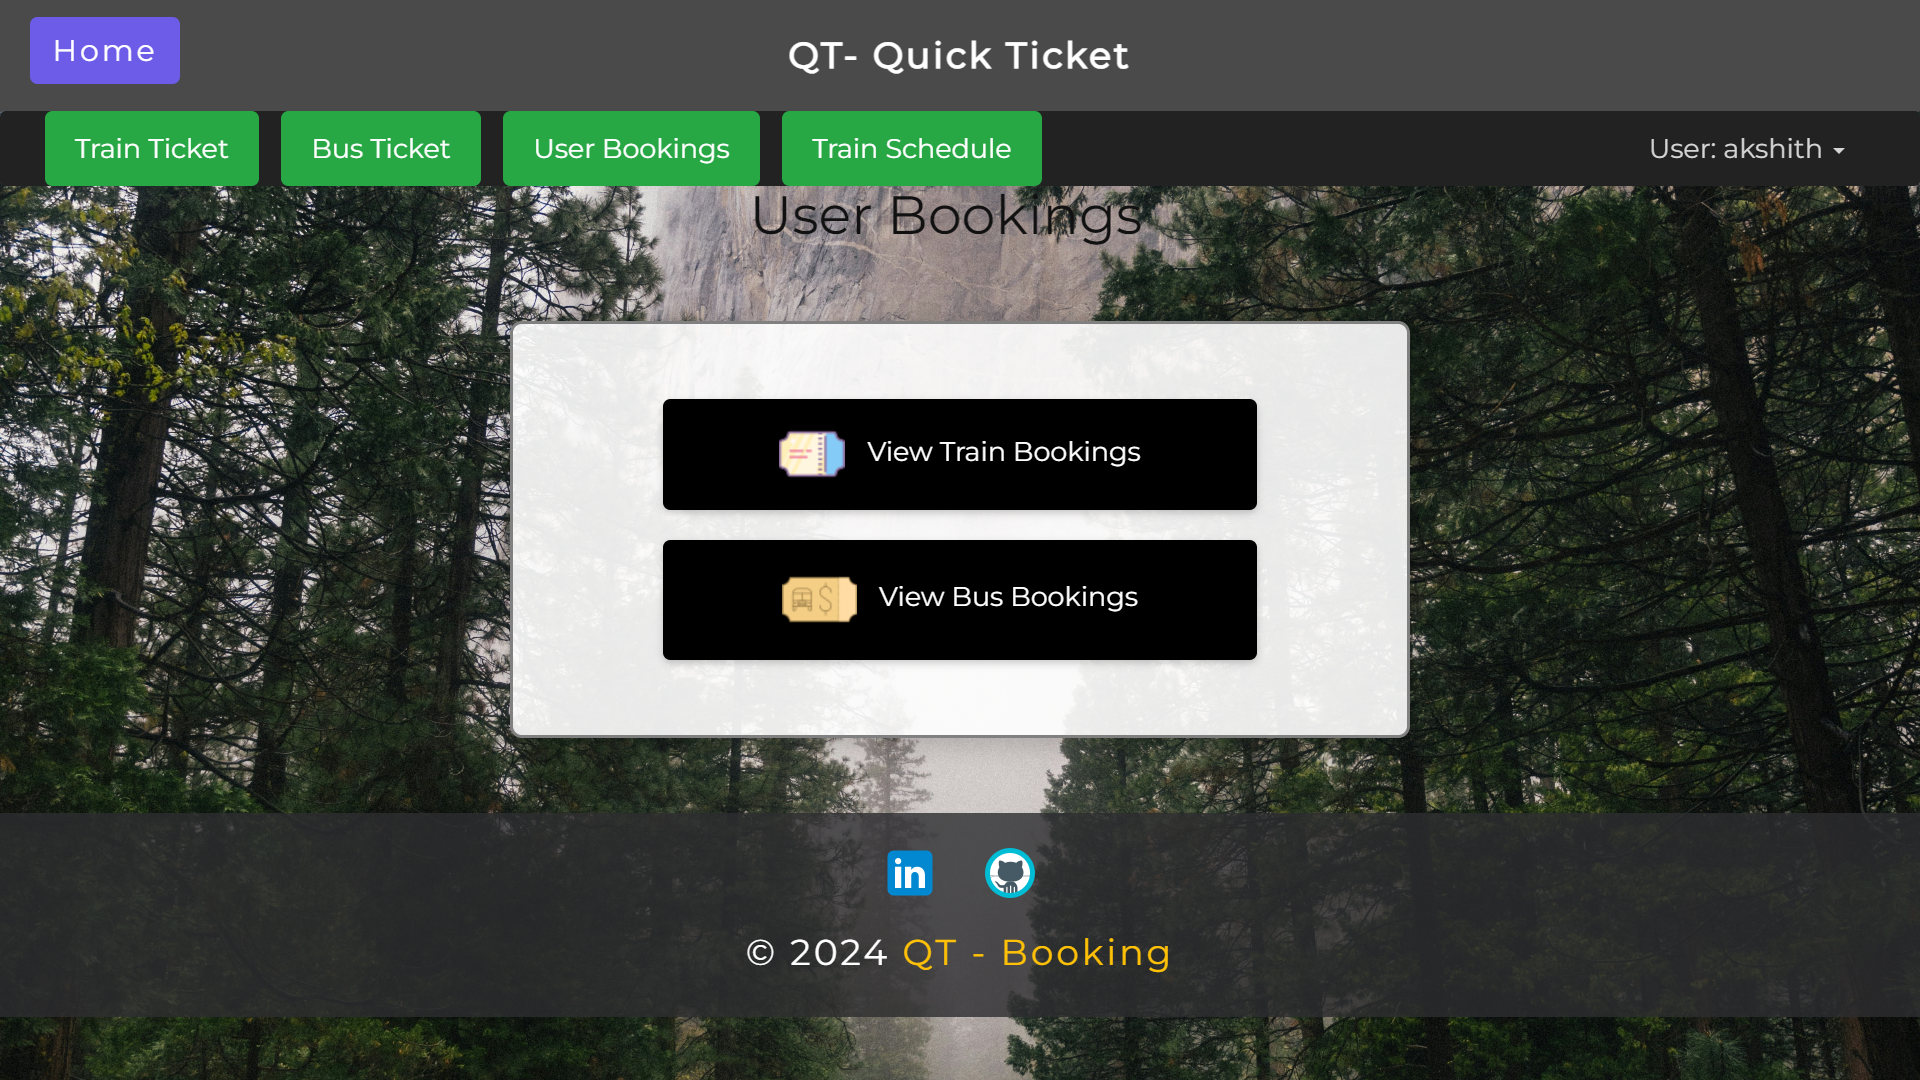 Home
QT- Quick Ticket
Train Ticket
Bus Ticket
User Bookings
Train Schedule
User: akshith
User Bookings
View Train Bookings
View Bus Bookings
in
© 2024 QT - Booking